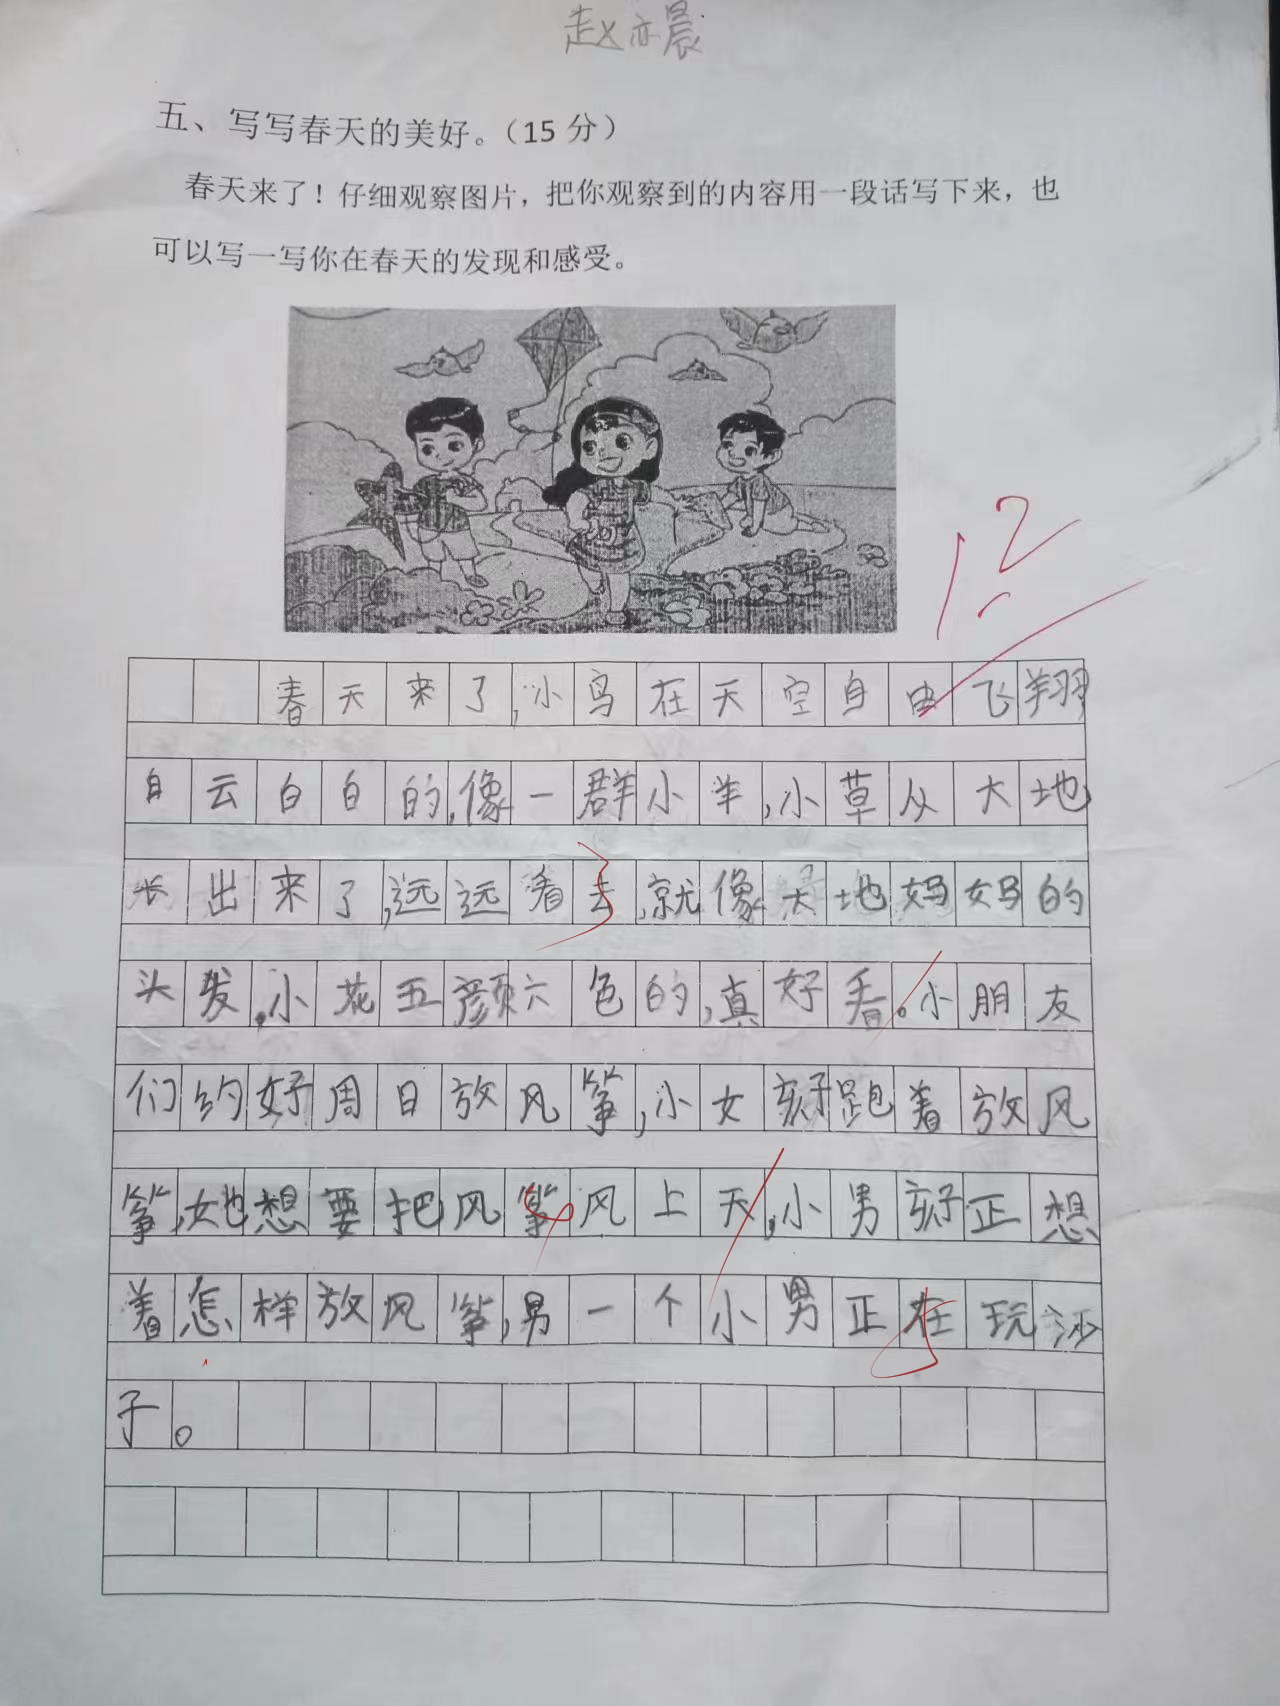 赵亦晨
五、写写春天的美好。（15分）
春天来了！仔细观察图片，把你观察到的内容用一段话写下来，也
可以写一写你在春天的发现和感受。
12
春天来了,小鸟在天空自由飞翔
白云白白的,像一群小羊,小草从大地
长出来了,远远看去,就像大地妈妈的
头发,小花五颜六色的,真好看。小朋友
们约好周日放风筝,小女孩跑着放风
筝,她想要把风筝风上天,小男孩正想
着怎样放风筝,另一个小男正在玩沙
子。